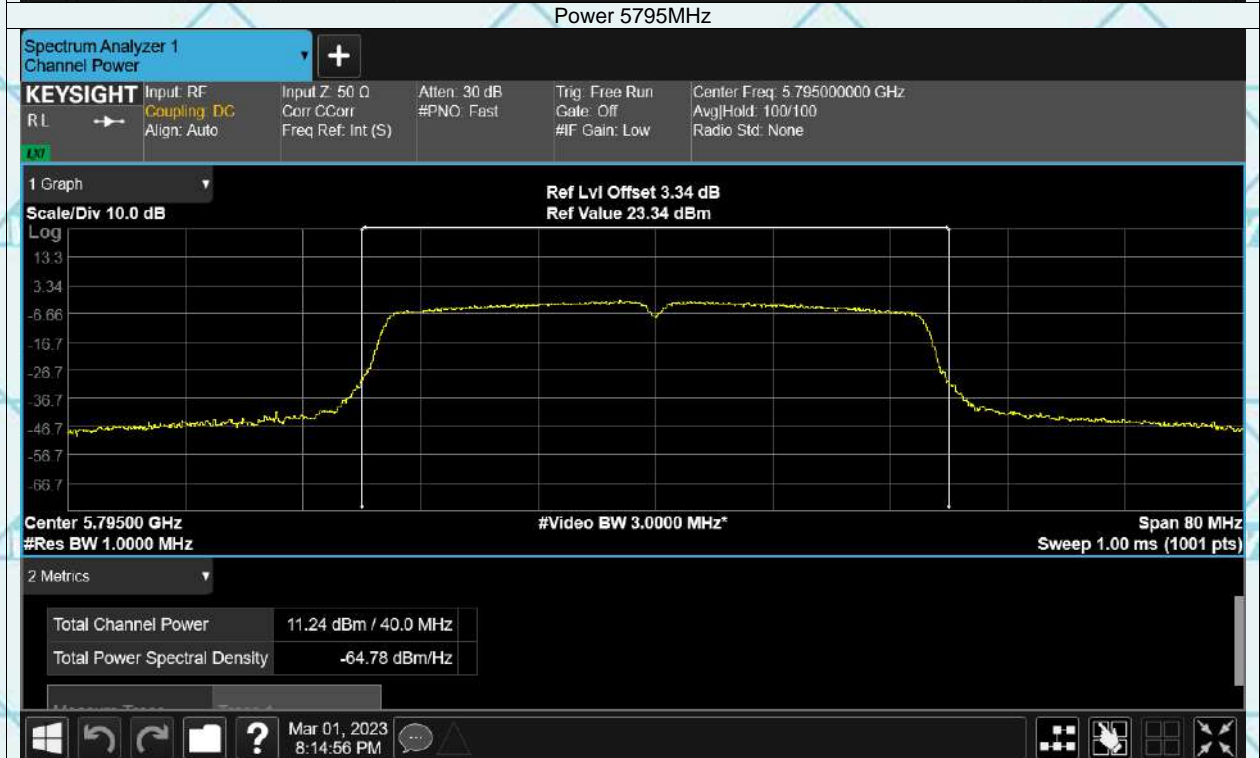 Power 5795MHz
Spectrum Analyzer 1
Channel Power
+
KEYSIGHT Input: RF Input Z: 50 Ω Atten: 30 dB Trig: Free Run Center Freq: 5.795000000 GHz
RL Coupling: DC Corr CCorr #PNO: Fast Gate: Off Avg|Hold: 100/100
Align: Auto Freq Ref: Int (S) #IF Gain: Low Radio Std: None
LXI
1 Graph
Ref Lvl Offset 3.34 dB
Scale/Div 10.0 dB Ref Value 23.34 dBm
Log
13.3
3.34
-6.66
-16.7
-26.7
-36.7
-46.7
-56.7
-66.7
Center 5.79500 GHz #Video BW 3.0000 MHz* Span 80 MHz
#Res BW 1.0000 MHz Sweep 1.00 ms (1001 pts)
2 Metrics
Total Channel Power 11.24 dBm / 40.0 MHz
Total Power Spectral Density -64.78 dBm/Hz
?
Mar 01, 2023
8:14:56 PM